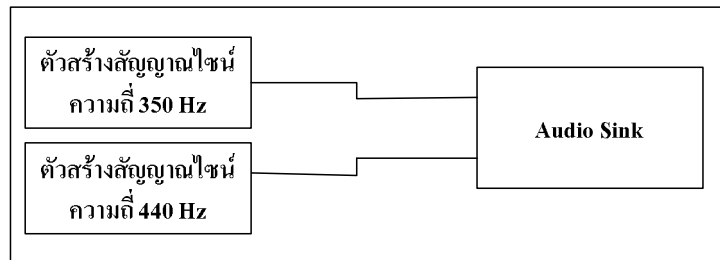 ตัวสร้างสัญญาณไซน์
ความถี่ 350 Hz
Audio Sink
ตัวสร้างสัญญาณไซน์
ความถี่ 440 Hz